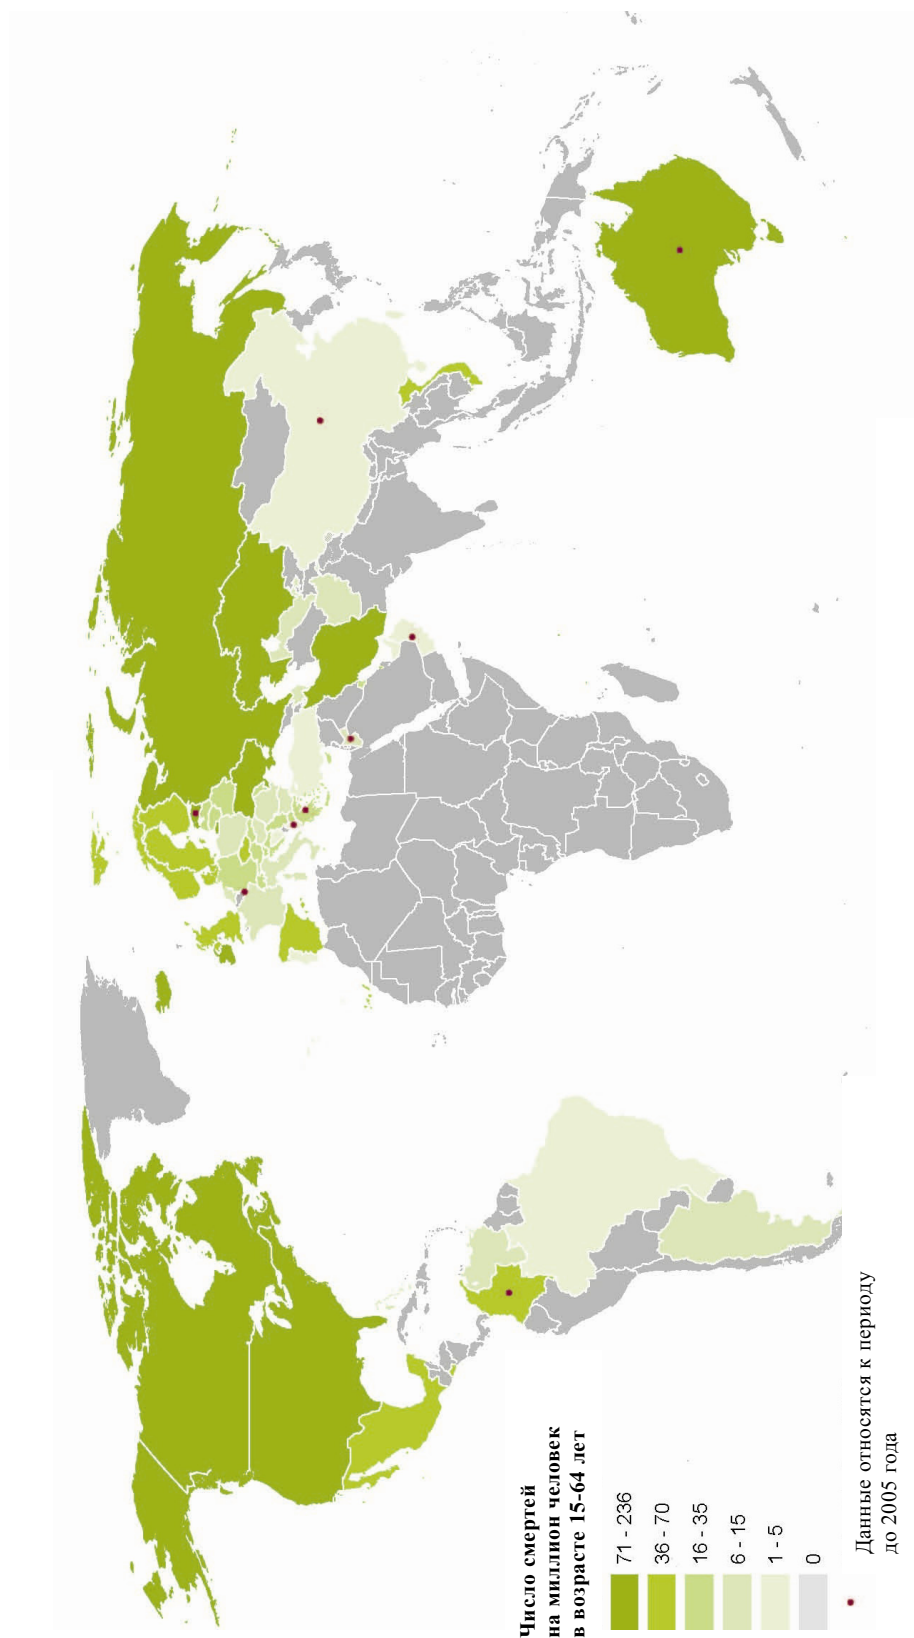 Число смертей
на миллион человек
в возрасте 15-64 лет
71 - 236
36 - 70
16 - 35
6 - 15
1 - 5
0
Данные относятся к периоду
до 2005 года